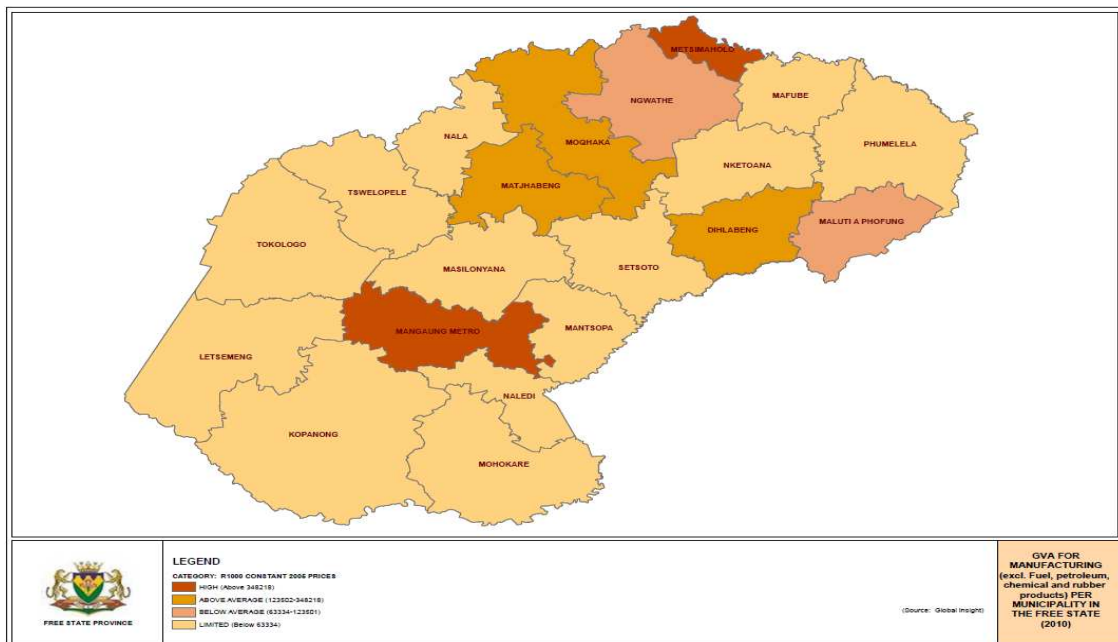 METSIMAHOLO
NGWATHE
MAFUBE
NALA
MOQHAKA
PHUMELELA
NKETOANA
MATJHABENG
TSWELOPELE
MALUTI A PHOFUNG
DIHLABENG
TOKOLOGO
SETSOTO
MASILONYANA
MANGAUNG METRO
MANTSOPA
LETSEMENG
NALEDI
KOPANONG
MOHOKARE
FREE STATE PROVINCE
LEGEND
CATEGORY: R1000 CONSTANT 2005 PRICES
HIGH (Above 348218)
ABOVE AVERAGE (123502-348218)
BELOW AVERAGE (63334-123501)
LIMITED (Below 63334)
(Source: Global Insight)
GVA FOR
MANUFACTURING
(excl. Fuel, petroleum,
chemical and rubber
products) PER
MUNICIPALITY IN
THE FREE STATE
(2010)